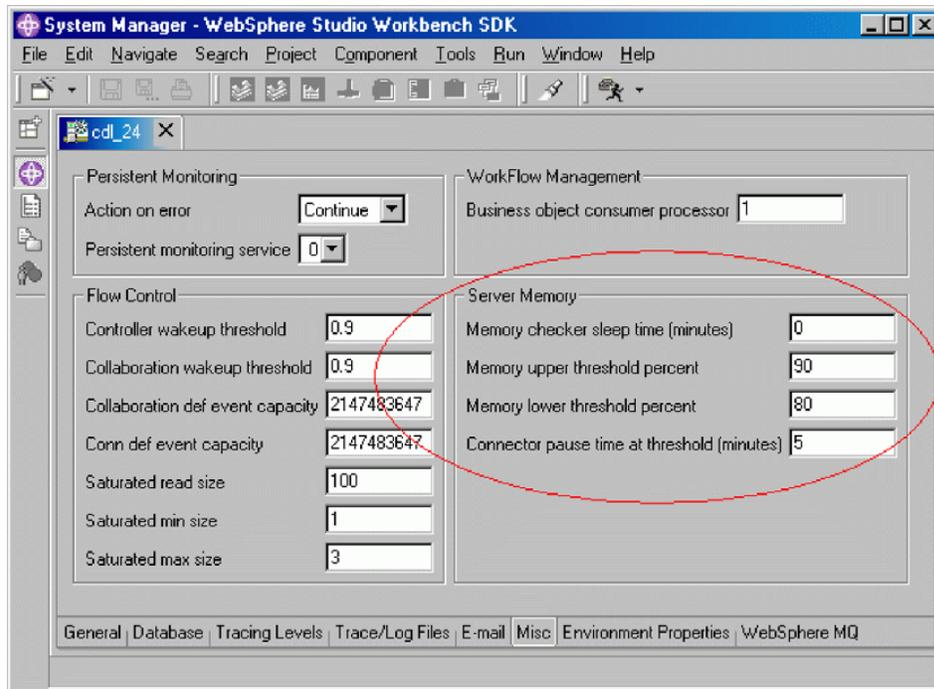 System Manager - WebSphere Studio Workbench SDK
File Edit Navigate Search Project Component Tools Run Window Help
cdl_24
Persistent Monitoring
Action on error Continue
Persistent monitoring service 0
WorkFlow Management
Business object consumer processor 1
Flow Control
Controller wakeup threshold 0.9
Collaboration wakeup threshold 0.9
Collaboration def event capacity 2147483647
Conn def event capacity 2147483647
Saturated read size 100
Saturated min size 1
Saturated max size 3
Server Memory
Memory checker sleep time (minutes) 0
Memory upper threshold percent 90
Memory lower threshold percent 80
Connector pause time at threshold (minutes) 5
General Database Tracing Levels Trace/Log Files E-mail Misc Environment Properties WebSphere MQ